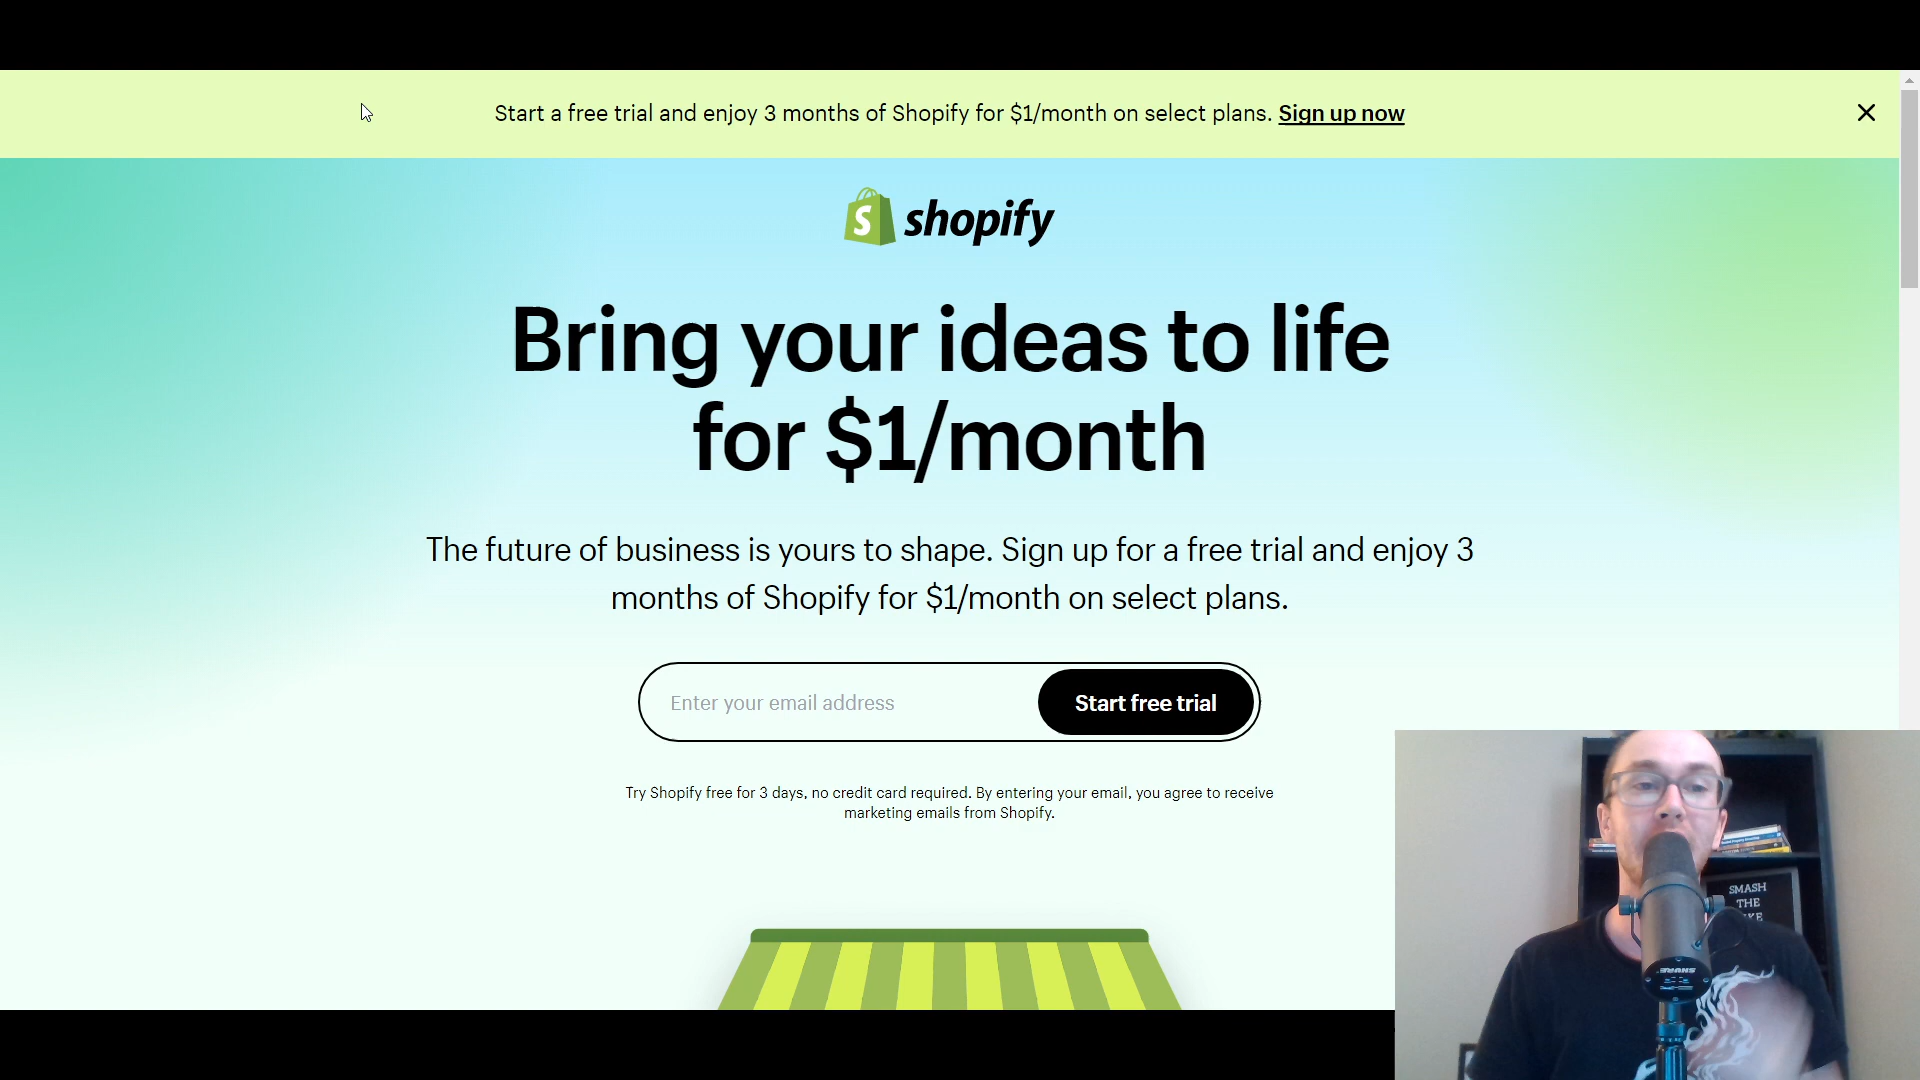 Start a free trial and enjoy 3 months of Shopify for $1/month on select plans. Sign up now
shopify
Bring your ideas to life
for $1/month
The future of business is yours to shape. Sign up for a free trial and enjoy 3
months of Shopify for $1/month on select plans.
Enter your email address
Start free trial
Try Shopify free for 3 days, no credit card required. By entering your email, you agree to receive
marketing emails from Shopify.
SMASH
THE
SHURE